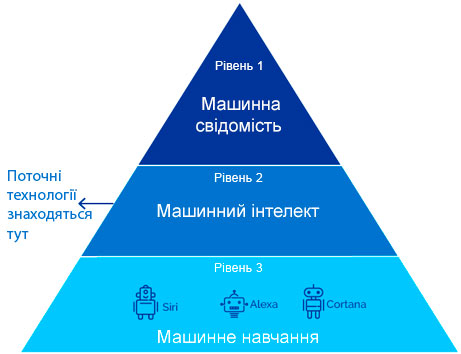 Рівень 1
Машинна
свідомість
Рівень 2
Машинний інтелект
Поточні
технології
знаходяться
тут
Рівень 3
Siri
Alexa
Cortana
Машинне навчання